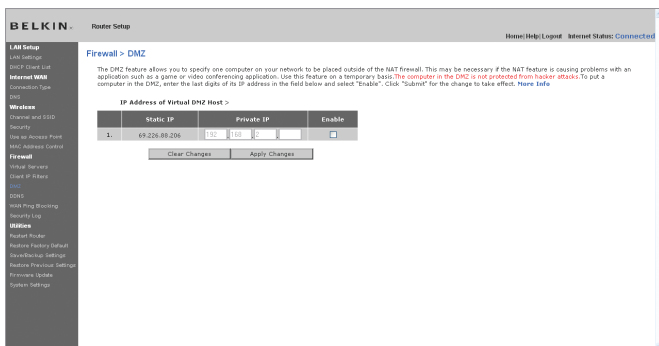 BELKIN.
Router Setup
Home|Help|Logout Internet Status: Connected
LAN Setup
LAN Settings
DHCP Client List
Internet WAN
Connection Type
DNS
Wireless
Channel and SSID
Security
Use as Access Point
MAC Address Control
Firewall
Virtual Servers
Client IP Filters
DMZ
DDNS
WAN Ping Blocking
Security Log
Utilities
Restart Router
Restore Factory Default
Save/Backup Settings
Restore Previous Settings
Firmware Update
System Settings
Firewall > DMZ
The DMZ feature allows you to specify one computer on your network to be placed outside of the NAT firewall. This may be necessary if the NAT feature is causing problems with an
application such as a game or video conferencing application. Use this feature on a temporary basis.The computer in the DMZ is not protected from hacker attacks.To put a
computer in the DMZ, enter the last digits of its IP address in the field below and select "Enable". Click "Submit" for the change to take effect. More Info
IP Address of Virtual DMZ Host >
Static IP Private IP Enable
1. 69.226.88.206 192 .168 .2 .
Clear Changes Apply Changes